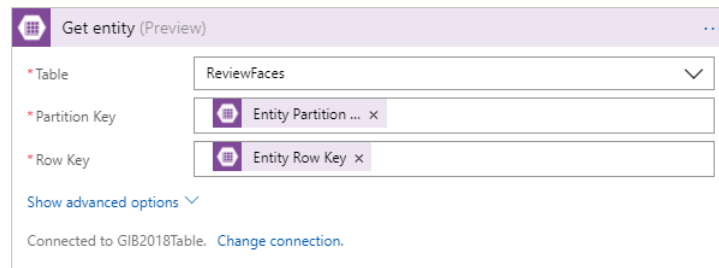 Get entity (Preview) ...
* Table ReviewFaces
* Partition Key Entity Partition ... ×
* Row Key Entity Row Key ×
Show advanced options
Connected to GIB2018Table. Change connection.